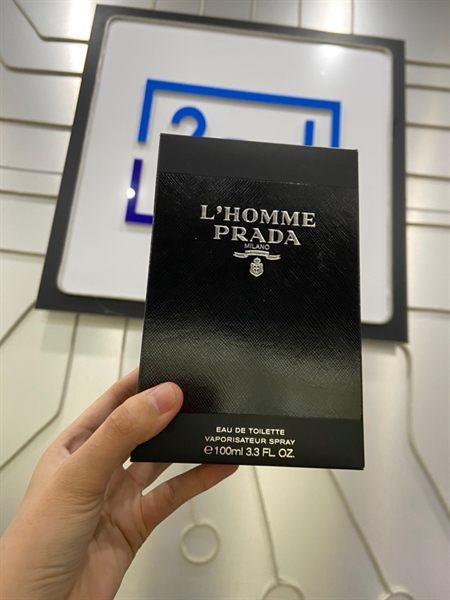 L'HOMME
PRADA
MILANO
EAU DE TOILETTE
VAPORISATEUR SPRAY
℮100ml 3.3 FL. OZ.